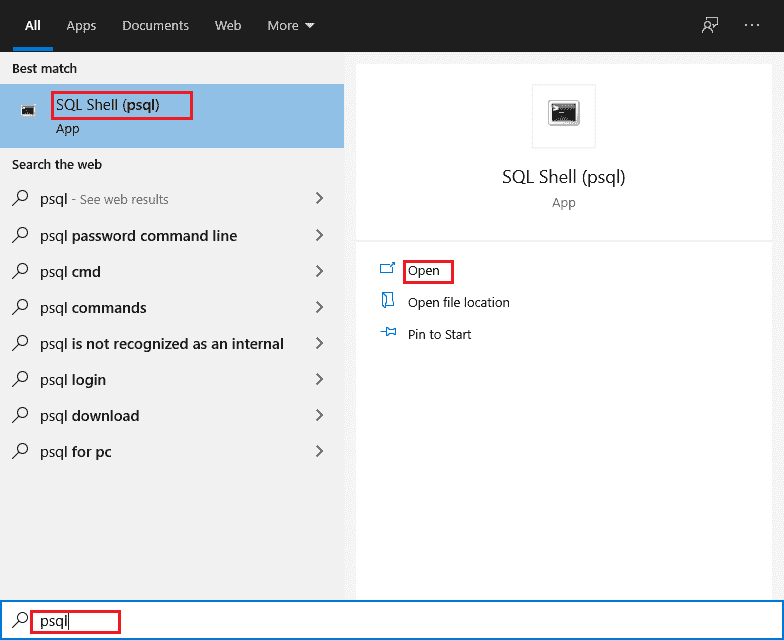 All Apps Documents Web More
Best match
SQL Shell (psql)
App
Search the web
psql - See web results
psql password command line
psql cmd
psql commands
psql is not recognized as an internal
psql login
psql download
psql for pc
SQL Shell (psql)
App
Open
Open file location
Pin to Start
psql